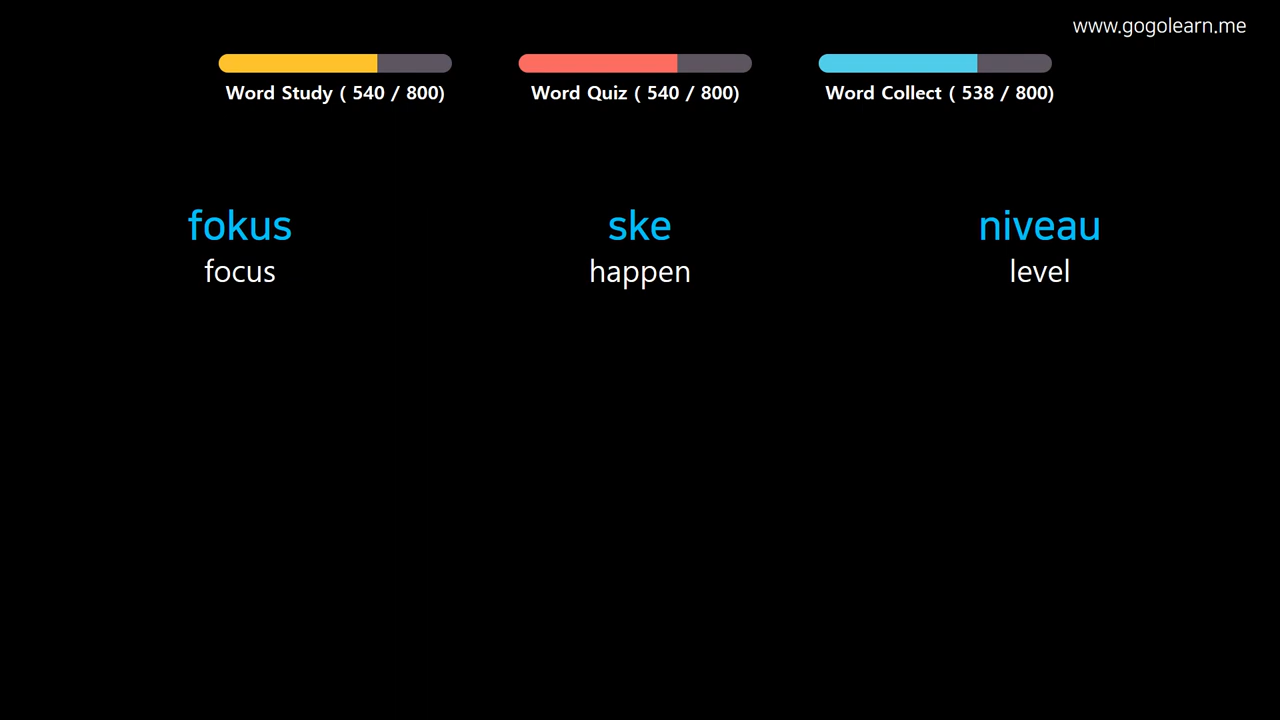 www.gogolearn.me
Word Study ( 540 / 800)
Word Quiz ( 540 / 800)
Word Collect ( 538 / 800)
fokus
focus
ske
happen
niveau
level